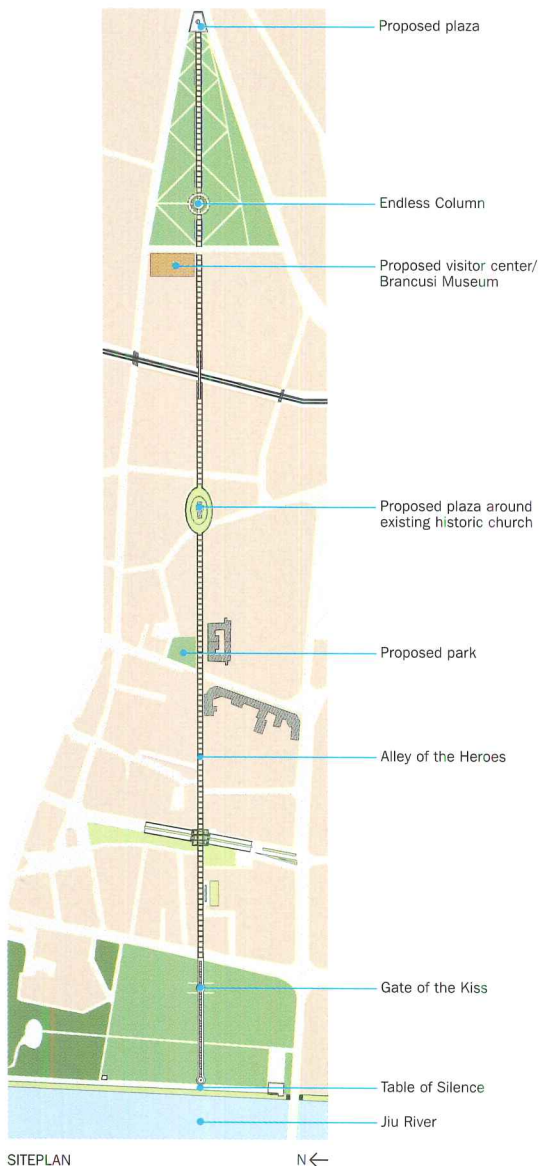 Proposed plaza
Endless Column
Proposed visitor center/
Brancusi Museum
Proposed plaza around
existing historic church
Proposed park
Alley of the Heroes
Gate of the Kiss
Table of Silence
Jiu River
SITEPLAN
N